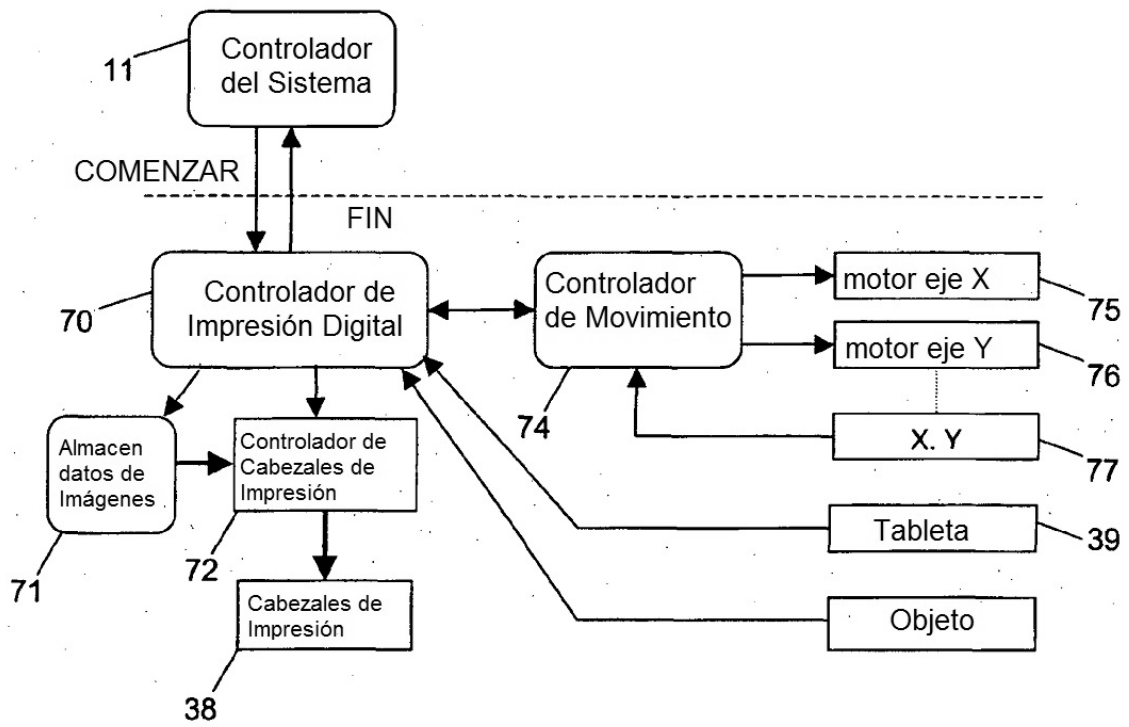 Controlador
del Sistema
11
COMENZAR
FIN
Controlador de
Impresión Digital
70
Controlador
de Movimiento
74
motor eje X
75
motor eje Y
76
X. Y
77
Almacen
datos de
Imágenes
71
Controlador de
Cabezales de
Impresión
72
Tableta
39
Cabezales de
Impresión
38
Objeto